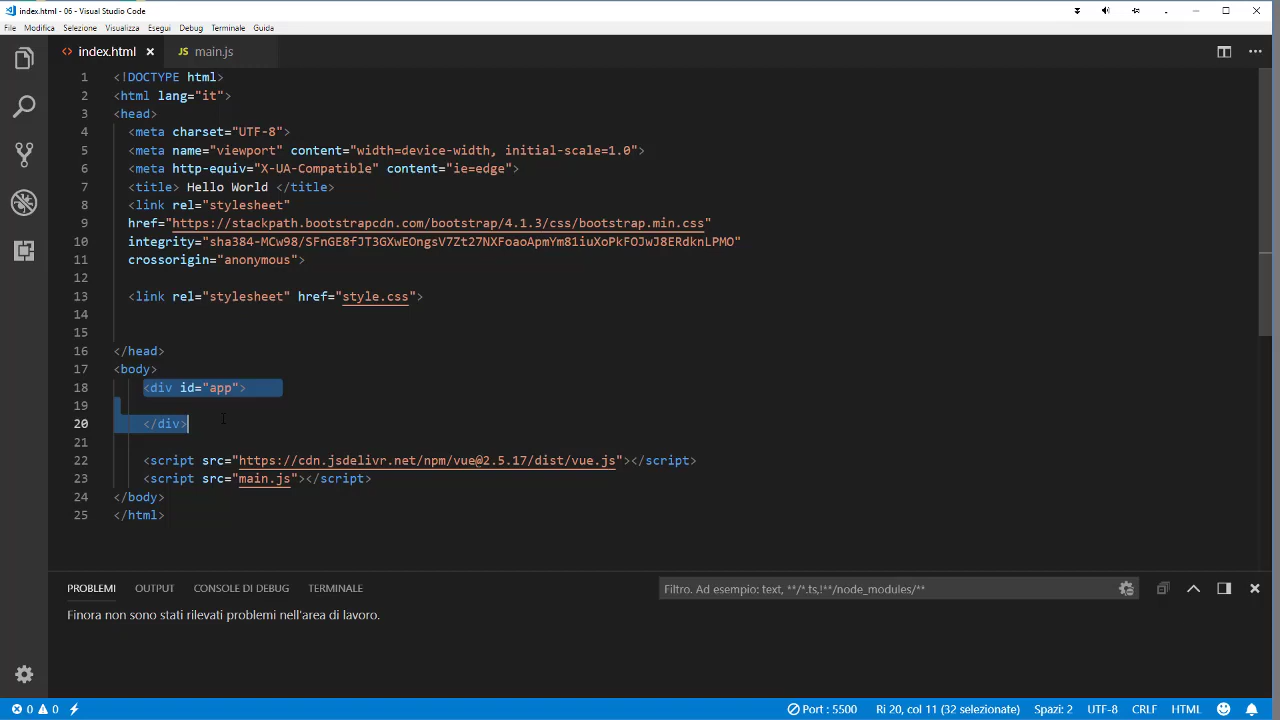 index.html - 06 - Visual Studio Code
File Modifica Selezione Visualizza Esegui Debug Terminale Guida
index.html JS main.js
1 <!DOCTYPE html>
2 <html lang="it">
3 <head>
4 <meta charset="UTF-8">
5 <meta name="viewport" content="width=device-width, initial-scale=1.0">
6 <meta http-equiv="X-UA-Compatible" content="ie=edge">
7 <title> Hello World </title>
8 <link rel="stylesheet"
9 href="https://stackpath.bootstrapcdn.com/bootstrap/4.1.3/css/bootstrap.min.css"
10 integrity="sha384-MCw98/SFnGE8fJT3GXwEOngsV7Zt27NXFoaoApmYm81iuXoPkFOJwJ8ERdknLPMO"
11 crossorigin="anonymous">
12
13 <link rel="stylesheet" href="style.css">
14
15
16 </head>
17 <body>
18 <div id="app">
19
20 </div>
21
22 <script src="https://cdn.jsdelivr.net/npm/vue@2.5.17/dist/vue.js"></script>
23 <script src="main.js"></script>
24 </body>
25 </html>
PROBLEMI OUTPUT CONSOLE DI DEBUG TERMINALE Filtro. Ad esempio: text, **/*.ts,!**/node_modules/**
Finora non sono stati rilevati problemi nell'area di lavoro.
0 0 Port : 5500 Ri 20, col 11 (32 selezionate) Spazi: 2 UTF-8 CRLF HTML